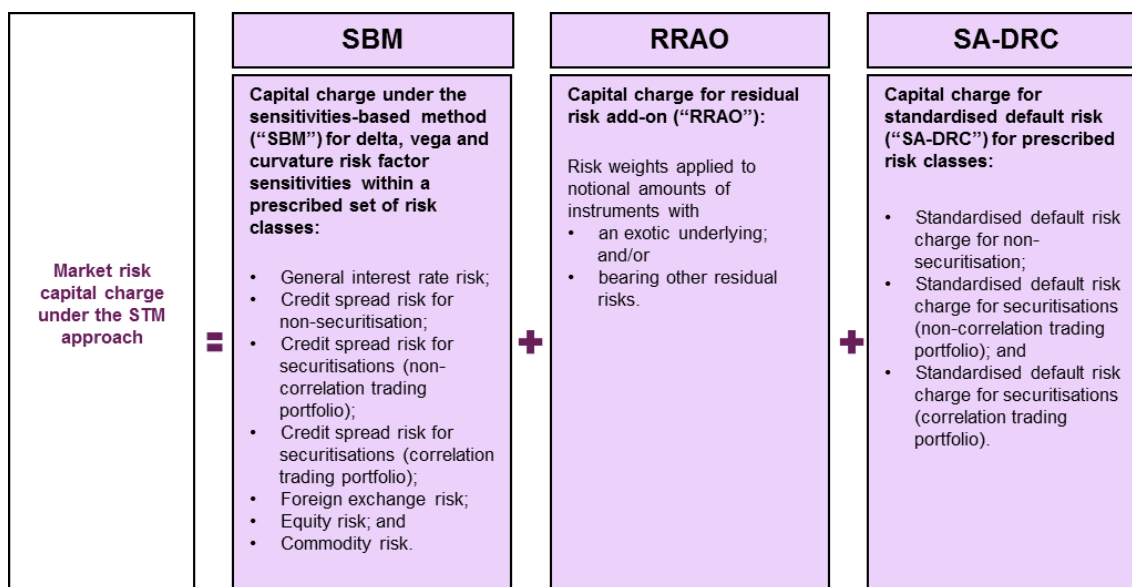 Market risk
capital charge
under the STM
approach
=
SBM
Capital charge under the
sensitivities-based method
(“SBM”) for delta, vega and
curvature risk factor
sensitivities within a
prescribed set of risk
classes:
• General interest rate risk;
• Credit spread risk for
non-securitisation;
• Credit spread risk for
securitisations (non-
correlation trading
portfolio);
• Credit spread risk for
securitisations (correlation
trading portfolio);
• Foreign exchange risk;
• Equity risk; and
• Commodity risk.
+
RRAO
Capital charge for residual
risk add-on (“RRAO”):
Risk weights applied to
notional amounts of
instruments with
• an exotic underlying;
and/or
• bearing other residual
risks.
+
SA-DRC
Capital charge for
standardised default risk
(“SA-DRC”) for prescribed
risk classes:
• Standardised default risk
charge for non-
securitisation;
• Standardised default risk
charge for securitisations
(non-correlation trading
portfolio); and
• Standardised default risk
charge for securitisations
(correlation trading
portfolio).